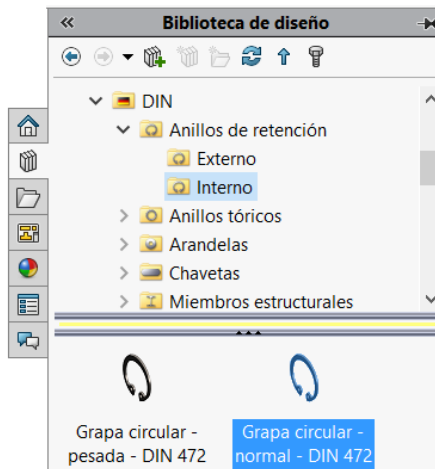 Biblioteca de diseño
DIN
Anillos de retención
Externo
Interno
Anillos tóricos
Arandelas
Chavetas
Miembros estructurales
Grapa circular - pesada - DIN 472
Grapa circular - normal - DIN 472